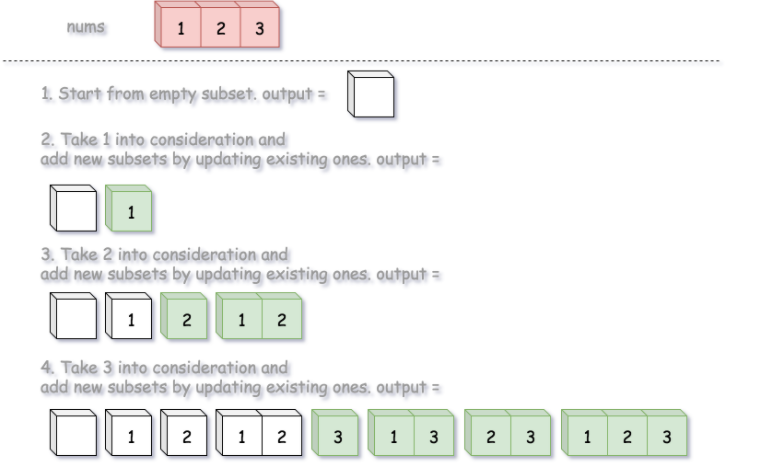 nums 1 2 3
1. Start from empty subset. output =
2. Take 1 into consideration and
add new subsets by updating existing ones. output =
1
3. Take 2 into consideration and
add new subsets by updating existing ones. output =
1 2 1 2
4. Take 3 into consideration and
add new subsets by updating existing ones. output =
1 2 1 2 3 1 3 2 3 1 2 3